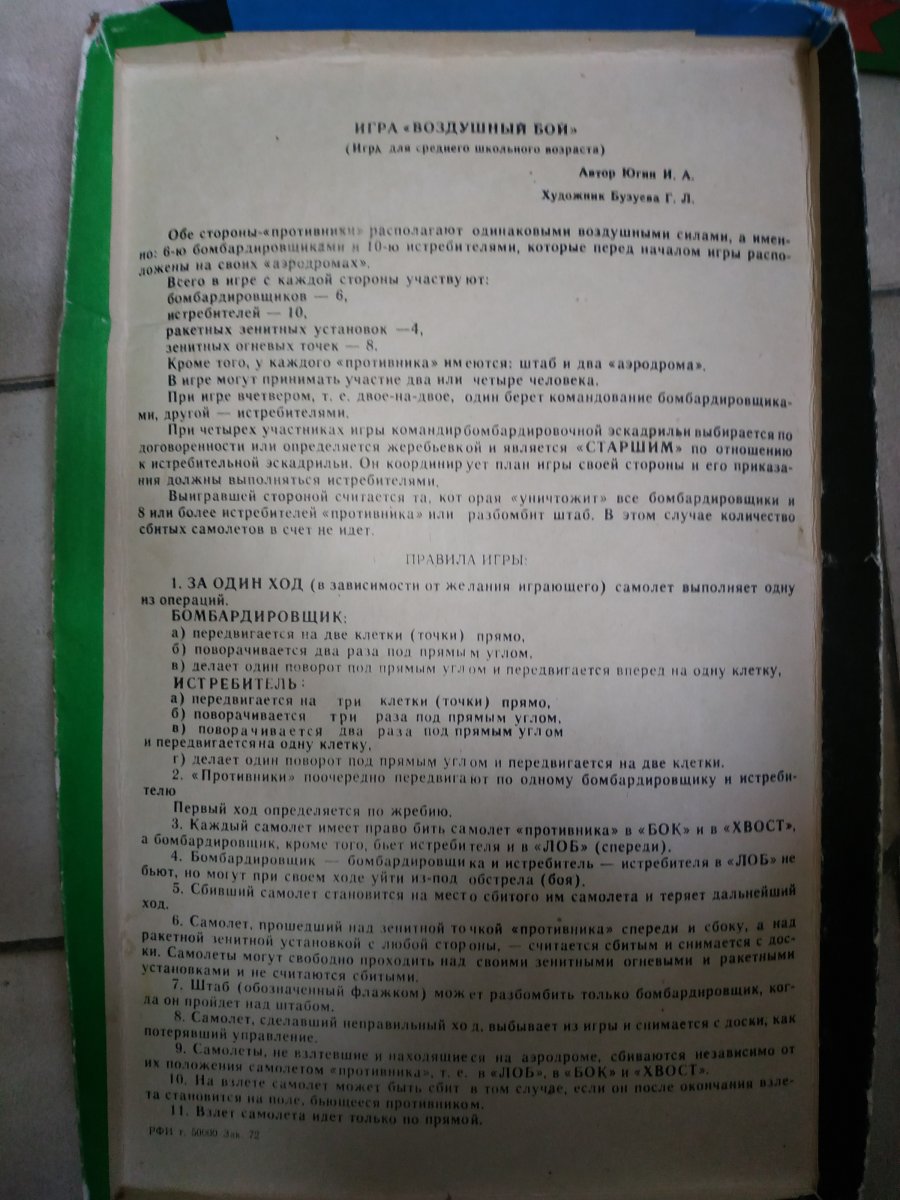 ИГРА «ВОЗДУШНЫЙ БОЙ»
(Игра для среднего школьного возраста)
Автор Югин И. А.
Художник Бузуева Г. Л.
Обе стороны-«противники» располагают одинаковыми воздушными силами, а имен-
но: 6-ю бомбардировщиками и 10-ю истребителями, которые перед началом игры распо-
ложены на своих «аэродромах».
Всего в игре с каждой стороны участвуют:
бомбардировщиков — 6,
истребителей — 10,
ракетных зенитных установок —4,
зенитных огневых точек — 8.
Кроме того, у каждого «противника» имеются: штаб и два «аэродрома».
В игре могут принимать участие два или четыре человека.
При игре вчетвером, т. е. двое-на-двое, один берет командование бомбардировщика-
ми, другой — истребителями.
При четырех участниках игры командир бомбардировочной эскадрильи выбирается по
договоренности или определяется жеребьевкой и является «СТАРШИМ» по отношению
к истребительной эскадрильи. Он координирует план игры своей стороны и его приказа-
ния должны выполняться истребителями.
Выигравшей стороной считается та, которая «уничтожит» все бомбардировщики и
8 или более истребителей «противника» или разбомбит штаб. В этом случае количество
сбитых самолетов в счет не идет.
ПРАВИЛА ИГРЫ:
1. ЗА ОДИН ХОД (в зависимости от желания играющего) самолет выполняет одну
из операций.
БОМБАРДИРОВЩИК:
а) передвигается на две клетки (точки) прямо,
б) поворачивается два раза под прямым углом,
в) делает один поворот под прямым углом и передвигается вперед на одну клетку,
ИСТРЕБИТЕЛЬ:
а) передвигается на три клетки (точки) прямо,
б) поворачивается три раза под прямым углом,
в) поворачивается два раза под прямым углом
и передвигается на одну клетку,
г) делает один поворот под прямым углом и передвигается на две клетки.
2. «Противники» поочередно передвигают по одному бомбардировщику и истреби-
телю
Первый ход определяется по жребию.
3. Каждый самолет имеет право бить самолет «противника» в «БОК» и в «ХВОСТ»,
а бомбардировщик, кроме того, бьет истребителя и в «ЛОБ» (спереди).
4. Бомбардировщик — бомбардировщика и истребитель — истребителя в «ЛОБ» не
бьют, но могут при своем ходе уйти из-под обстрела (боя).
5. Сбивший самолет становится на место сбитого им самолета и теряет дальнейший
ход.
6. Самолет, прошедший над зенитной точкой «противника» спереди и сбоку, а над
ракетной зенитной установкой с любой стороны, — считается сбитым и снимается с дос-
ки. Самолеты могут свободно проходить над своими зенитными огневыми и ракетными
установками и не считаются сбитыми.
7. Штаб (обозначенный флажком) может разбомбить только бомбардировщик, ког-
да он пройдет над штабом.
8. Самолет, сделавший неправильный ход, выбывает из игры и снимается с доски, как
потерявший управление.
9. Самолеты, не взлетевшие и находящиеся на аэродроме, сбиваются независимо от
их положения самолетом «противника», т. е. в «ЛОБ», в «БОК» и «ХВОСТ».
10. На взлете самолет может быть сбит в том случае, если он после окончания взле-
та становится на поле, бьющееся противником.
11. Взлет самолета идет только по прямой.
РФИ т. 50000 Зак. 72